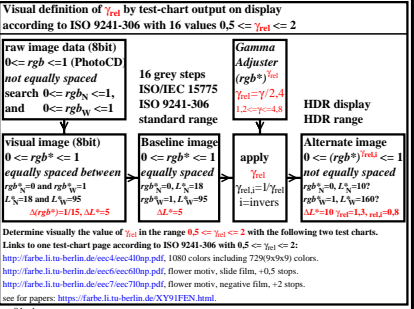 Visual definition of γrel by test-chart output on display
according to ISO 9241-306 with 16 values 0,5 <= γrel <= 2
raw image data (8bit)
0<= rgb <=1 (PhotoCD)
not equally spaced
search 0<= rgbN <=1,
and 0<= rgbW <=1
16 grey steps
ISO/IEC 15775
ISO 9241-306
standard range
Gamma
Adjuster
(rgb*)γrel
γrel=γ/2,4
1,2<=γ<=4,8
HDR display
HDR range
visual image (8bit)
0 <= rgb* <= 1
equally spaced between
rgb*N=0 and rgb*W=1
L*N=18 and L*W=95
Δ(rgb*)=1/15, ΔL*=5
Baseline image
0 <= rgb* <= 1
equally spaced
rgb*N=0, L*N=18
rgb*W=1, L*W=95
ΔL*=5
apply
γrel
γrel,i=1/γrel
i=invers
Alternate image
0 <= (rgb*)γrel,i <= 1
not equally spaced
rgb*N=0, L*N=10?
rgb*W=1, L*W=160?
ΔL*=10 γrel=1,3, rel,i=0,8
Determine visually the value of γrel in the range 0,5 <= γrel <= 2 with the following two test charts.
Links to one test-chart page according to ISO 9241-306 with 0,5 <= γrel <= 2:
http://farbe.li.tu-berlin.de/eec4/eec4l0np.pdf, 1080 colors including 729(9x9x9) colors.
http://farbe.li.tu-berlin.de/eec6/eec6l0np.pdf, flower motiv, slide film, +0,5 stops.
http://farbe.li.tu-berlin.de/eec7/eec7l0np.pdf, flower motiv, negative film, +2 stops.
see for papers: https://farbe.li.tu-berlin.de/XY91FEN.html.